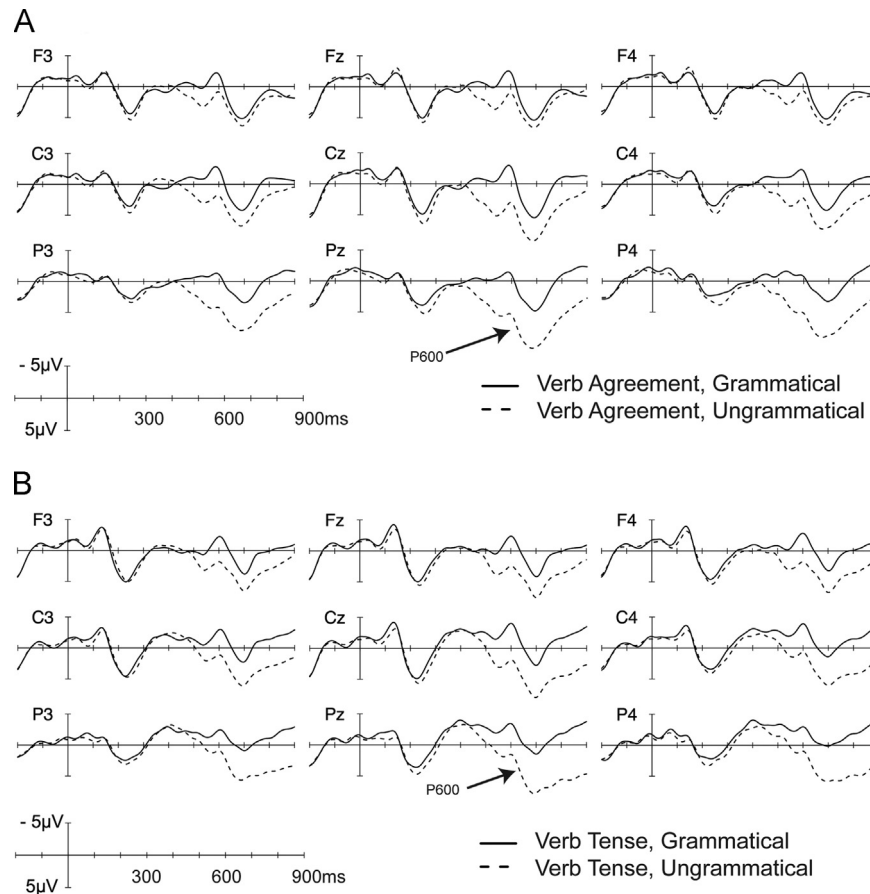 A
F3 Fz F4
C3 Cz C4
P3 Pz P4
P600
- 5µV
5µV
300 600 900ms
Verb Agreement, Grammatical
Verb Agreement, Ungrammatical
B
F3 Fz F4
C3 Cz C4
P3 Pz P4
P600
- 5µV
5µV
300 600 900ms
Verb Tense, Grammatical
Verb Tense, Ungrammatical